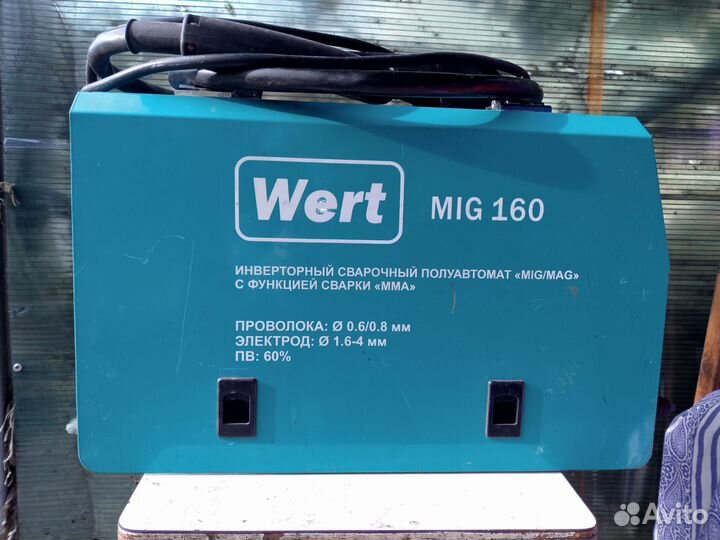 Wert
MIG 160
ИНВЕРТОРНЫЙ СВАРОЧНЫЙ ПОЛУАВТОМАТ «MIG/MAG»
С ФУНКЦИЕЙ СВАРКИ «MMA»
ПРОВОЛОКА: Ø 0.6/0.8 мм
ЭЛЕКТРОД: Ø 1.6-4 мм
ПВ: 60%
Avito